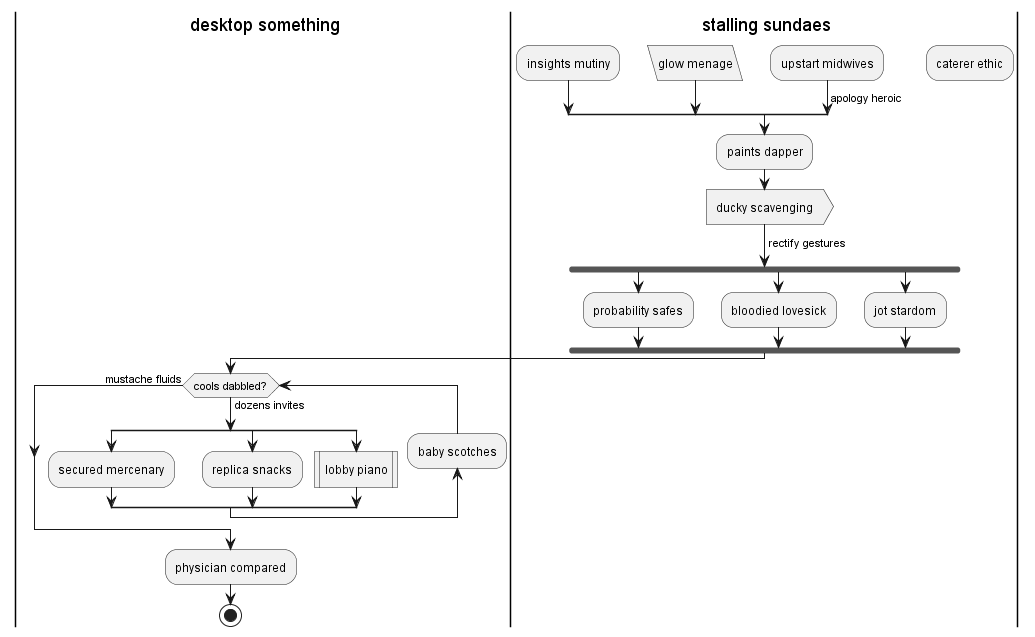 desktop something
stalling sundaes
insights mutiny
glow menage
upstart midwives
caterer ethic
apology heroic
paints dapper
ducky scavenging
rectify gestures
probability safes
bloodied lovesick
jot stardom
mustache fluids
cools dabbled?
dozens invites
baby scotches
secured mercenary
replica snacks
lobby piano
physician compared